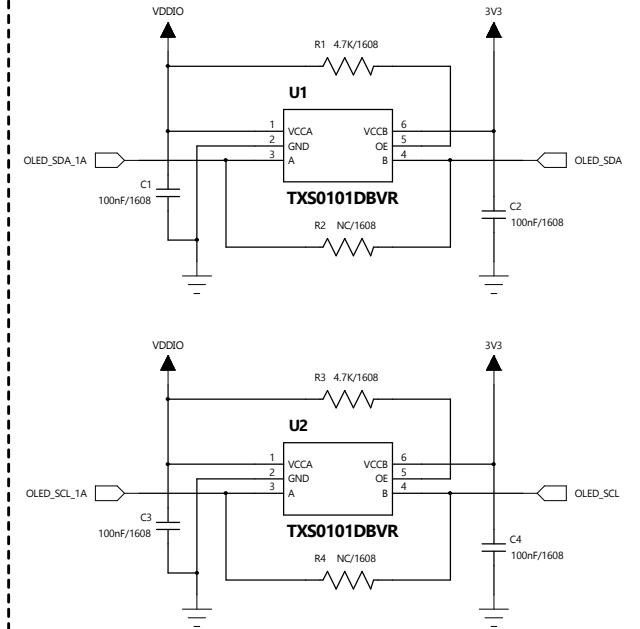 VDDIO
3V3
R1 4.7K/1608
U1
1 VCCA VCCB 6
2 GND OE 5
OLED_SDA_1A 3 A B 4 OLED_SDA
C1
100nF/1608
TXS0101DBVR
C2
100nF/1608
R2 NC/1608
VDDIO
3V3
R3 4.7K/1608
U2
1 VCCA VCCB 6
2 GND OE 5
OLED_SCL_1A 3 A B 4 OLED_SCL
C3
100nF/1608
TXS0101DBVR
C4
100nF/1608
R4 NC/1608